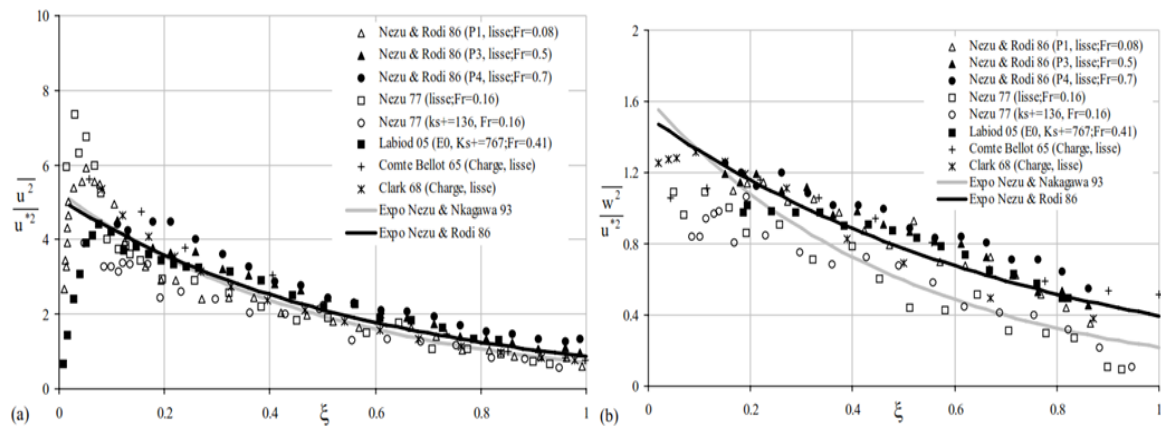 10
8
6
4
2
0
u²
u*²
Nezu & Rodi 86 (P1, lisse;Fr=0.08)
Nezu & Rodi 86 (P3, lisse;Fr=0.5)
Nezu & Rodi 86 (P4, lisse;Fr=0.7)
Nezu 77 (lisse;Fr=0.16)
Nezu 77 (ks+=136, Fr=0.16)
Labiod 05 (E0, Ks+=767;Fr=0.41)
Comte Bellot 65 (Charge, lisse)
Clark 68 (Charge, lisse)
Expo Nezu & Nkagawa 93
Expo Nezu & Rodi 86
0 0.2 0.4 0.6 0.8 1
(a) ξ
2
1.6
1.2
0.8
0.4
0
w²
u*²
Nezu & Rodi 86 (P1, lisse;Fr=0.08)
Nezu & Rodi 86 (P3, lisse;Fr=0.5)
Nezu & Rodi 86 (P4, lisse;Fr=0.7)
Nezu 77 (lisse;Fr=0.16)
Nezu 77 (ks+=136, Fr=0.16)
Labiod 05 (E0, Ks+=767;Fr=0.41)
Comte Bellot 65 (Charge, lisse)
Clark 68 (Charge, lisse)
Expo Nezu & Nakagawa 93
Expo Nezu & Rodi 86
0 0.2 0.4 0.6 0.8 1
(b) ξ